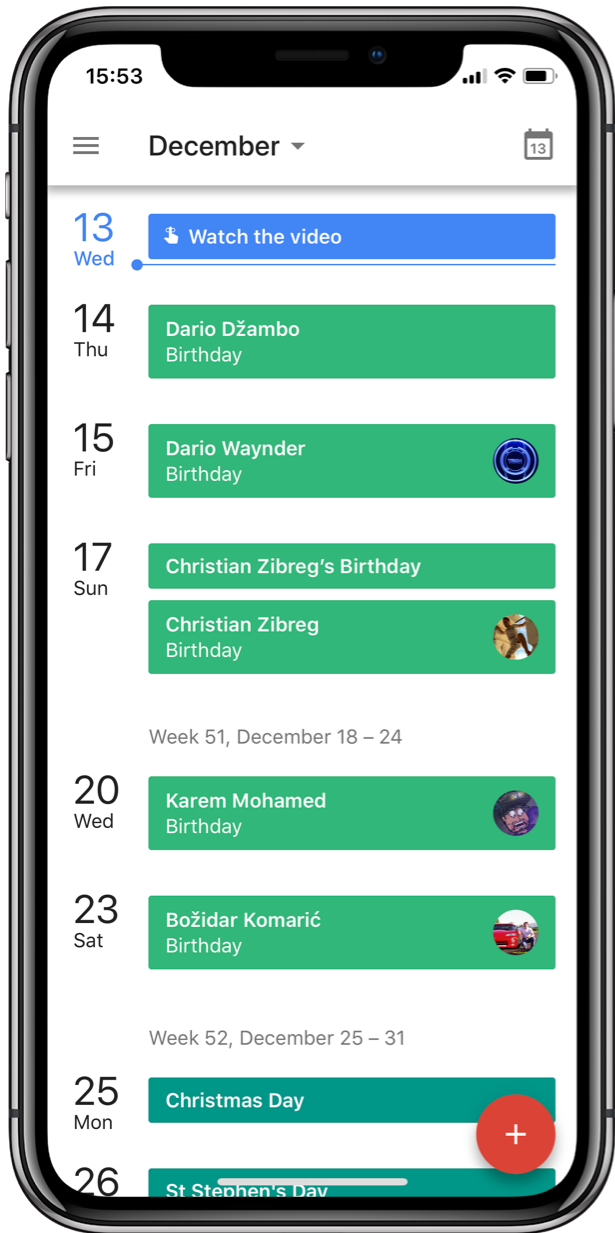 15:53
December
13
13
Wed
Watch the video
14
Thu
Dario Džambo
Birthday
15
Fri
Dario Waynder
Birthday
17
Sun
Christian Zibreg’s Birthday
Christian Zibreg
Birthday
Week 51, December 18 – 24
20
Wed
Karem Mohamed
Birthday
23
Sat
Božidar Komarić
Birthday
Week 52, December 25 – 31
25
Mon
Christmas Day
26
St Stephen's Day